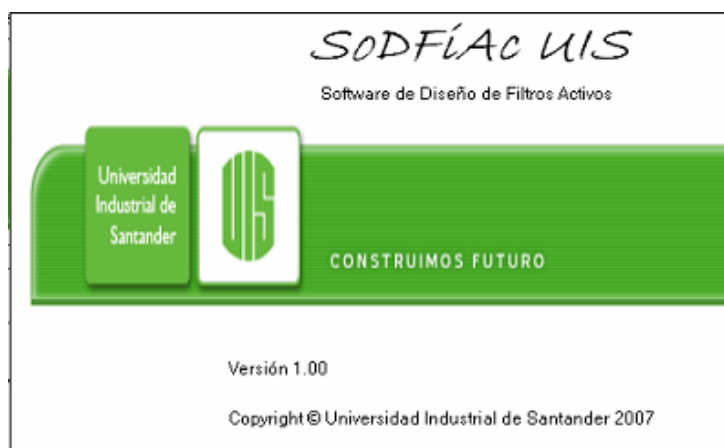 SoDFíAc UIS
Software de Diseño de Filtros Activos
Universidad
Industrial de
Santander
UIS
CONSTRUIMOS FUTURO
Versión 1.00
Copyright © Universidad Industrial de Santander 2007